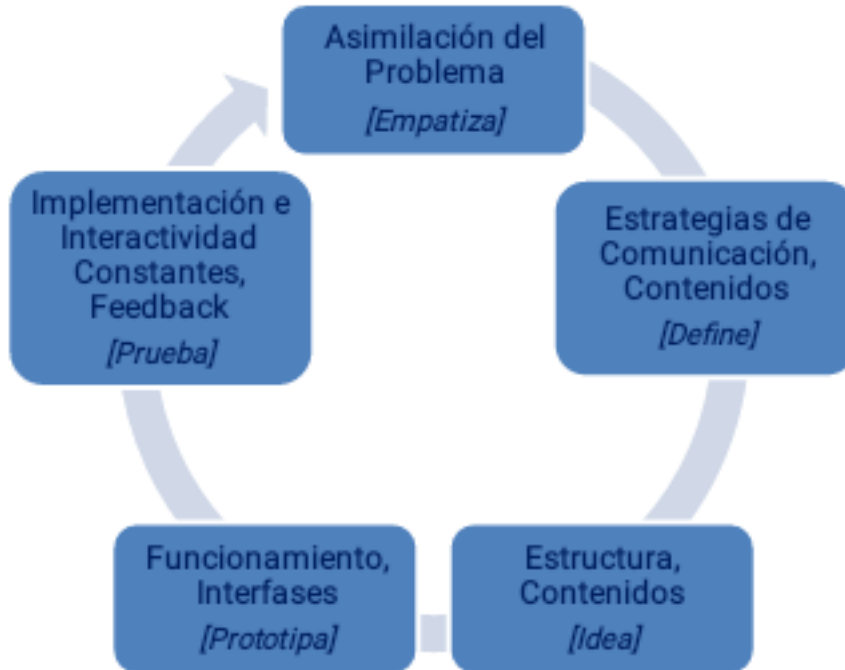 Asimilación del
Problema
[Empatiza]
Estrategias de
Comunicación,
Contenidos
[Define]
Estructura,
Contenidos
[Idea]
Funcionamiento,
Interfases
[Prototipa]
Implementación e
Interactividad
Constantes,
Feedback
[Prueba]